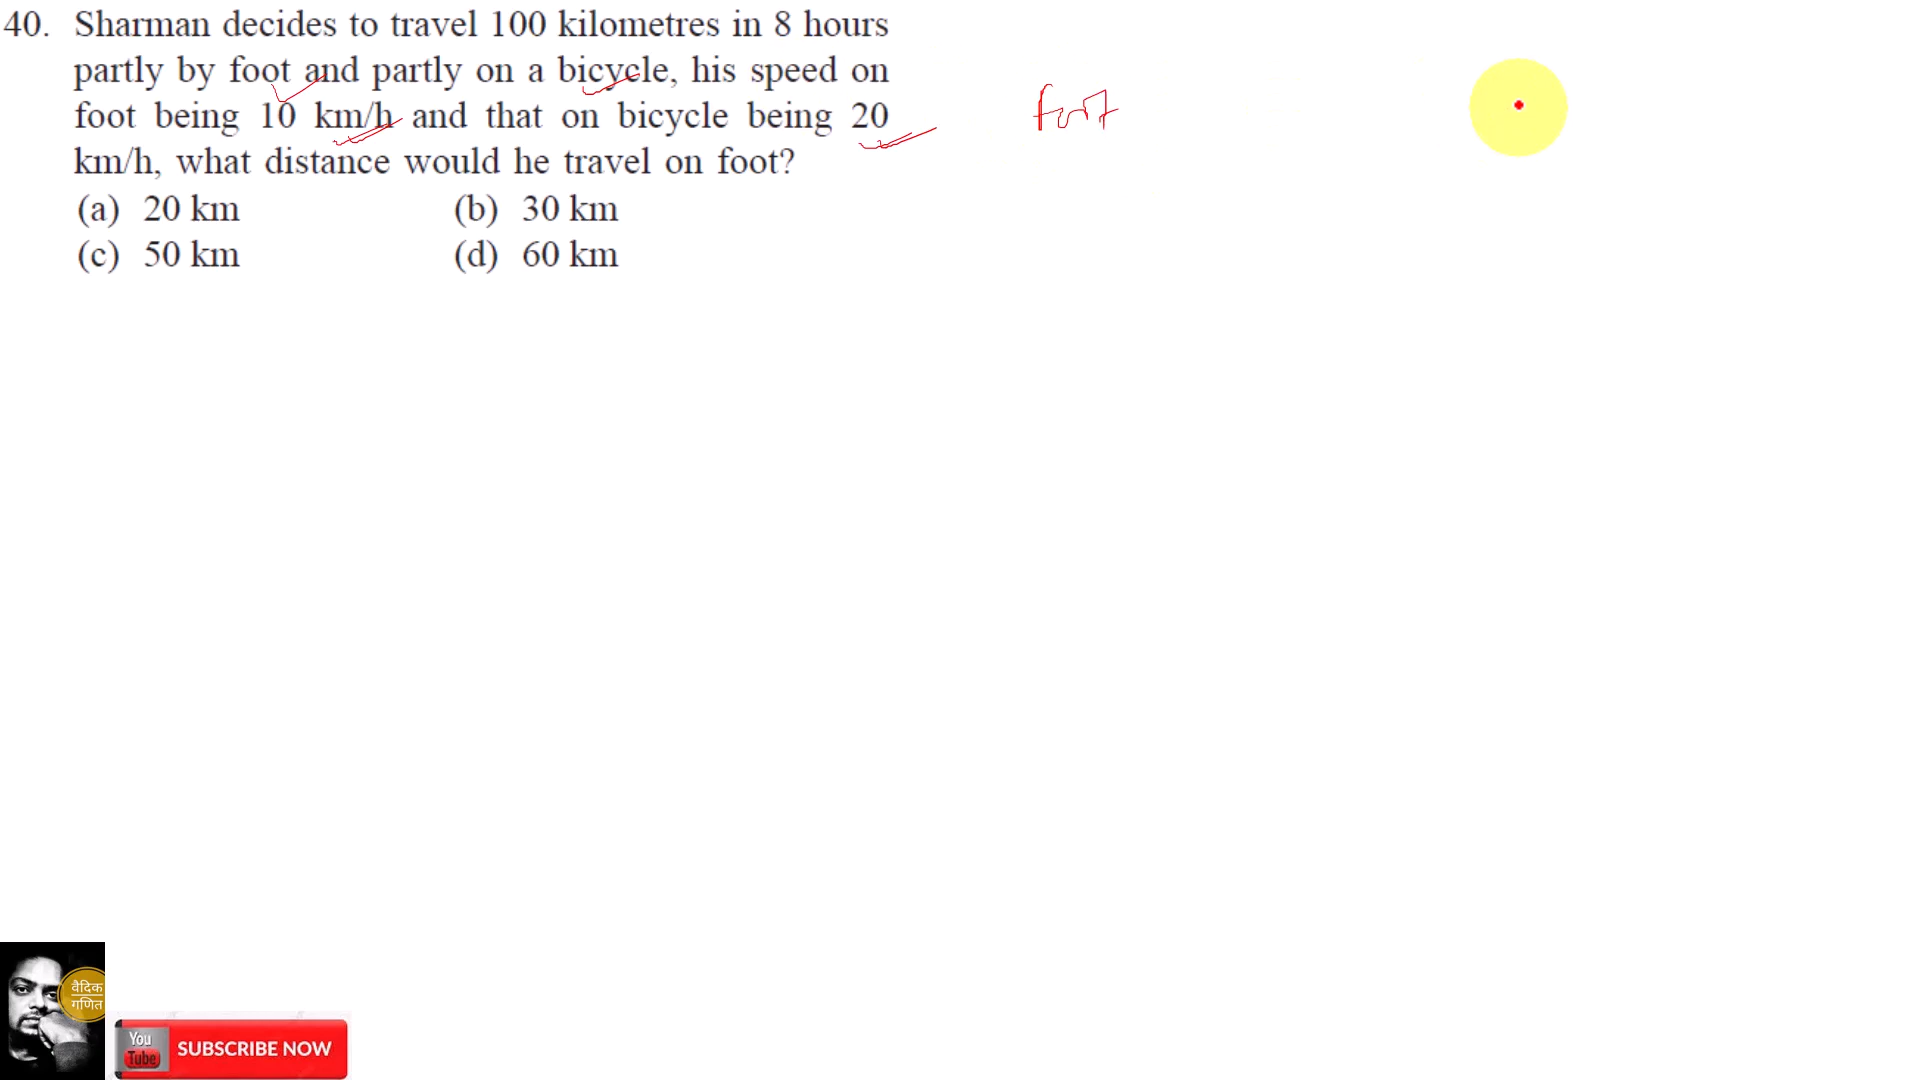 40. Sharman decides to travel 100 kilometres in 8 hours
partly by foot and partly on a bicycle, his speed on
foot being 10 km/h and that on bicycle being 20
km/h, what distance would he travel on foot?
(a) 20 km (b) 30 km
(c) 50 km (d) 60 km
foot
वैदिक
गणित
You
Tube
SUBSCRIBE NOW